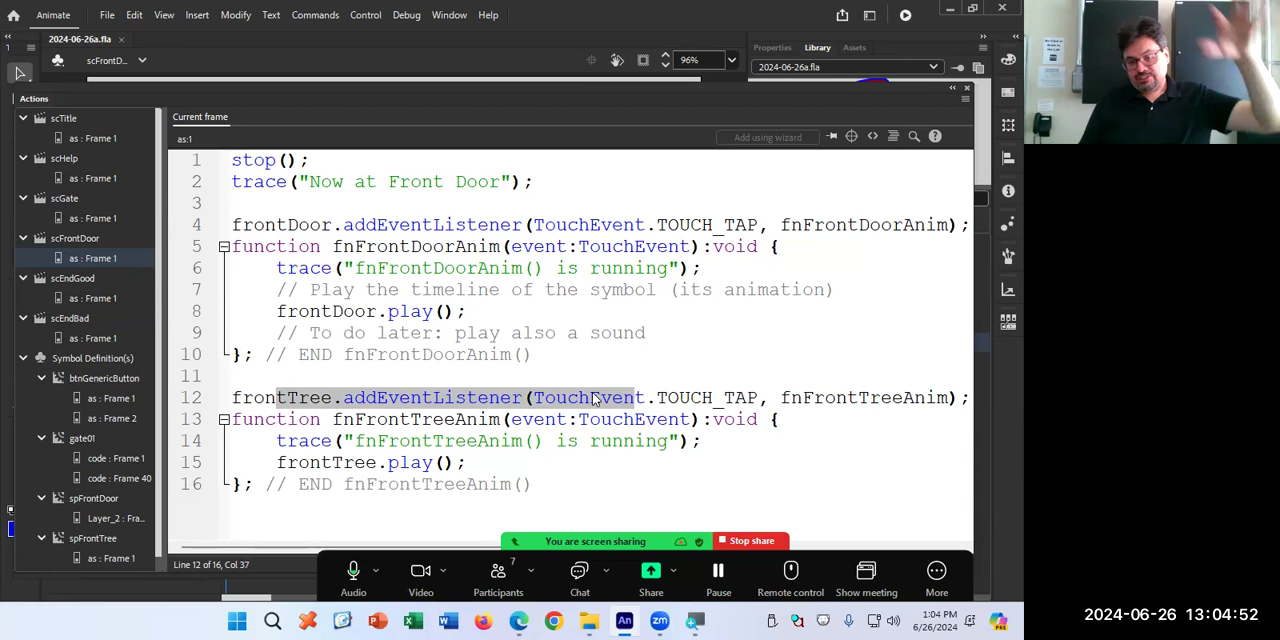 Animate File Edit View Insert Modify Text Commands Control Debug Window Help
2024-06-26a.fla ×
1
scFrontD...
96%
Properties Library Assets
2024-06-26a.fla
Actions
scTitle
as : Frame 1
scHelp
as : Frame 1
scGate
as : Frame 1
scFrontDoor
as : Frame 1
scEndGood
as : Frame 1
scEndBad
as : Frame 1
Symbol Definition(s)
btnGenericButton
as : Frame 1
as : Frame 2
gate01
code : Frame 1
code : Frame 40
spFrontDoor
Layer_2 : Fra...
spFrontTree
as : Frame 1
Current frame
as:1
Add using wizard
1 stop();
2 trace("Now at Front Door");
3
4 frontDoor.addEventListener(TouchEvent.TOUCH_TAP, fnFrontDoorAnim);
5 function fnFrontDoorAnim(event:TouchEvent):void {
6 trace("fnFrontDoorAnim() is running");
7 // Play the timeline of the symbol (its animation)
8 frontDoor.play();
9 // To do later: play also a sound
10 }; // END fnFrontDoorAnim()
11
12 frontTree.addEventListener(TouchEvent.TOUCH_TAP, fnFrontTreeAnim);
13 function fnFrontTreeAnim(event:TouchEvent):void {
14 trace("fnFrontTreeAnim() is running");
15 frontTree.play();
16 }; // END fnFrontTreeAnim()
Line 12 of 16, Col 37
You are screen sharing Stop share
7
Audio Video Participants Chat Share Pause Remote control Show meeting More
1:04 PM
6/26/2024
2024-06-26 13:04:52